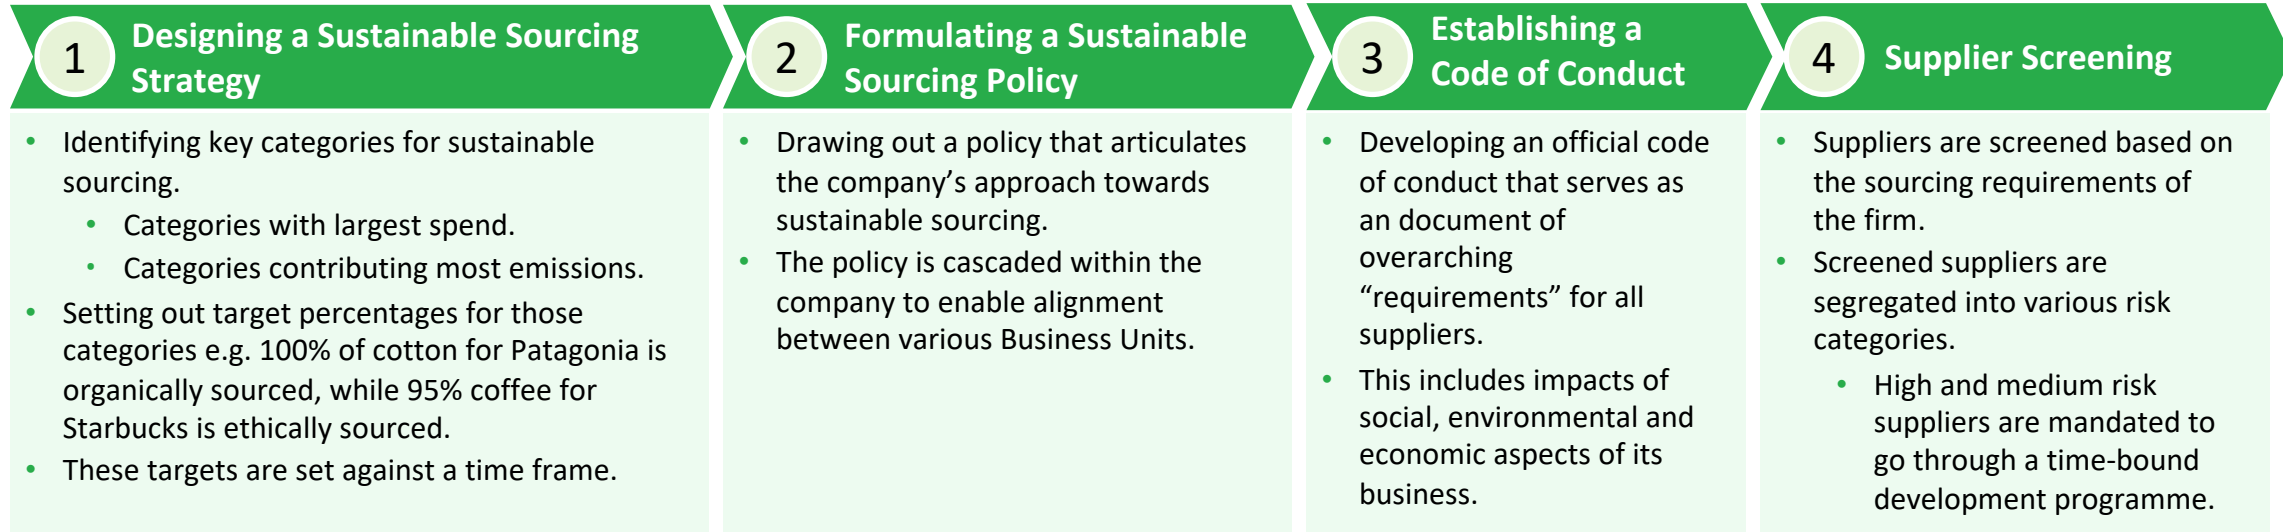 1
Designing a Sustainable Sourcing
Strategy
• Identifying key categories for sustainable
sourcing.
• Categories with largest spend.
• Categories contributing most emissions.
• Setting out target percentages for those
categories e.g. 100% of cotton for Patagonia is
organically sourced, while 95% coffee for
Starbucks is ethically sourced.
• These targets are set against a time frame.
2
Formulating a Sustainable
Sourcing Policy
• Drawing out a policy that articulates
the company’s approach towards
sustainable sourcing.
• The policy is cascaded within the
company to enable alignment
between various Business Units.
3
Establishing a
Code of Conduct
• Developing an official code
of conduct that serves as
an document of
overarching
“requirements” for all
suppliers.
• This includes impacts of
social, environmental and
economic aspects of its
business.
4
Supplier Screening
• Suppliers are screened based on
the sourcing requirements of
the firm.
• Screened suppliers are
segregated into various risk
categories.
• High and medium risk
suppliers are mandated to
go through a time-bound
development programme.